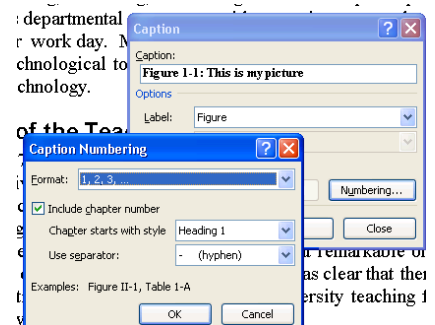 departmental
r work day. M
chnological to
chnology.
of the Tea
Caption
Caption:
Figure 1-1: This is my picture
Options
Label: Figure
Numbering...
Close
Caption Numbering
Format: 1, 2, 3, ...
Include chapter number
Chapter starts with style Heading 1
Use separator: - (hyphen)
Examples: Figure II-1, Table 1-A
OK Cancel
remarkable or
as clear that ther
ersity teaching f